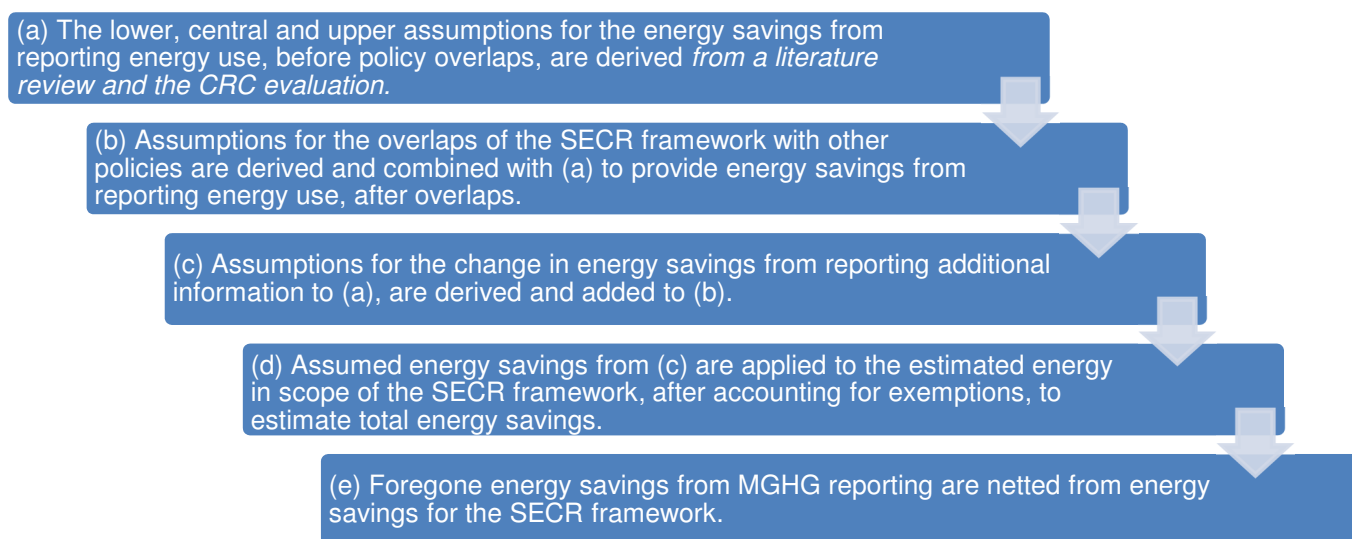 (a) The lower, central and upper assumptions for the energy savings from
reporting energy use, before policy overlaps, are derived from a literature
review and the CRC evaluation.
(b) Assumptions for the overlaps of the SECR framework with other
policies are derived and combined with (a) to provide energy savings from
reporting energy use, after overlaps.
(c) Assumptions for the change in energy savings from reporting additional
information to (a), are derived and added to (b).
(d) Assumed energy savings from (c) are applied to the estimated energy
in scope of the SECR framework, after accounting for exemptions, to
estimate total energy savings.
(e) Foregone energy savings from MGHG reporting are netted from energy
savings for the SECR framework.